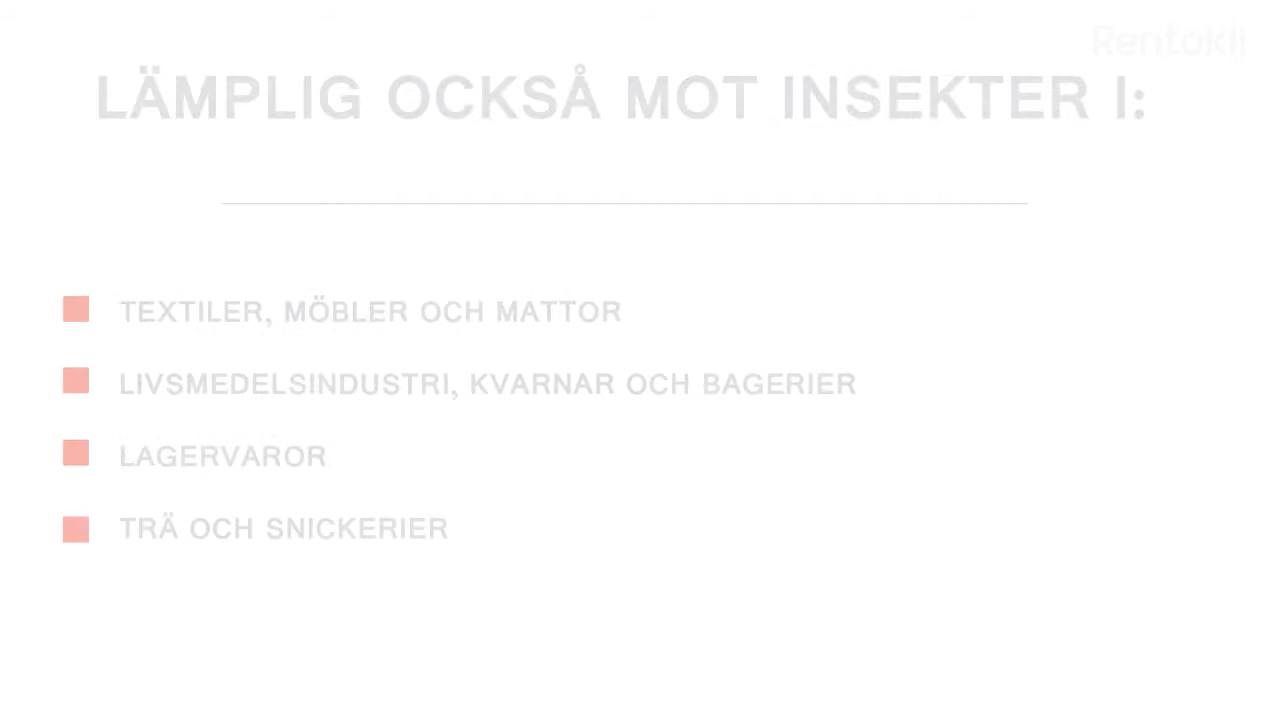 Rentokil
LÄMPLIG OCKSÅ MOT INSEKTER I:
TEXTILER, MÖBLER OCH MATTOR
LIVSMEDELSINDUSTRI, KVARNAR OCH BAGERIER
LAGERVAROR
TRÄ OCH SNICKERIER